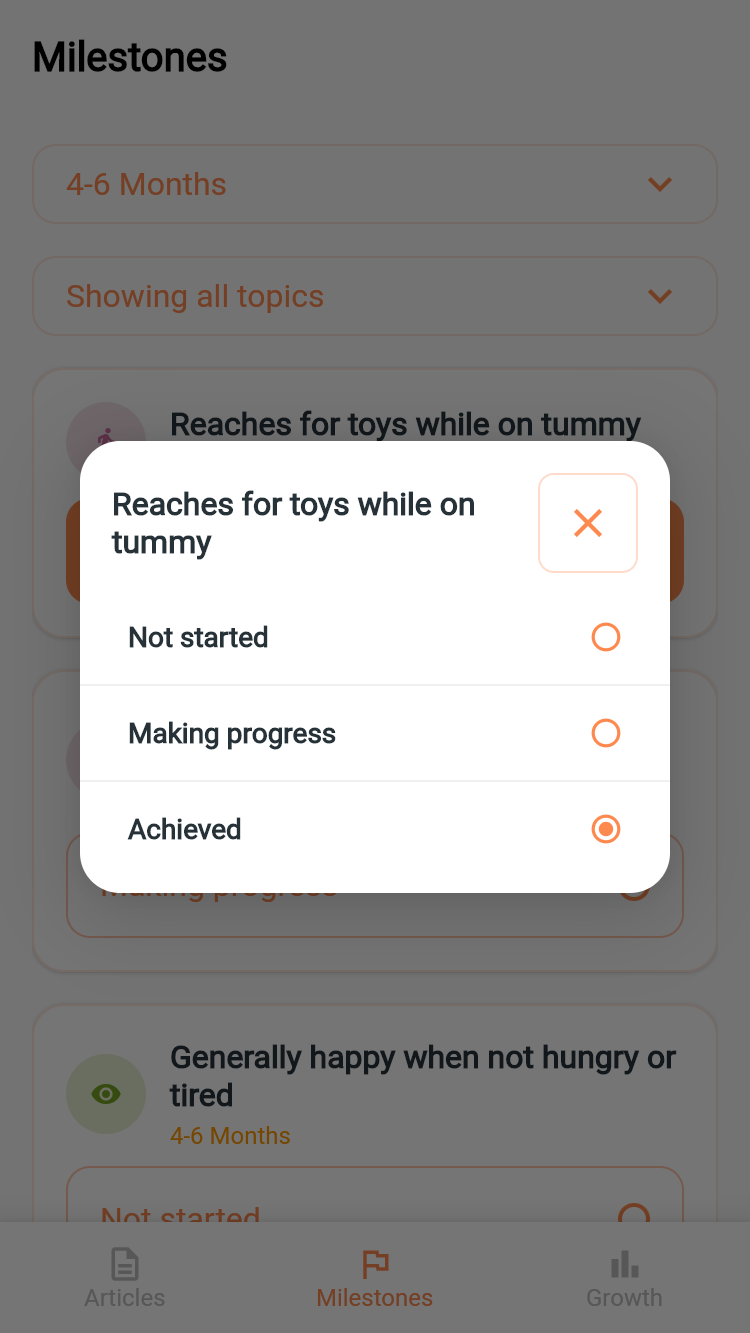 Milestones
4-6 Months
Showing all topics
Reaches for toys while on tummy
Reaches for toys while on
tummy
Not started
Making progress
Achieved
Making progress
Generally happy when not hungry or
tired
4-6 Months
Not started
Articles
Milestones
Growth